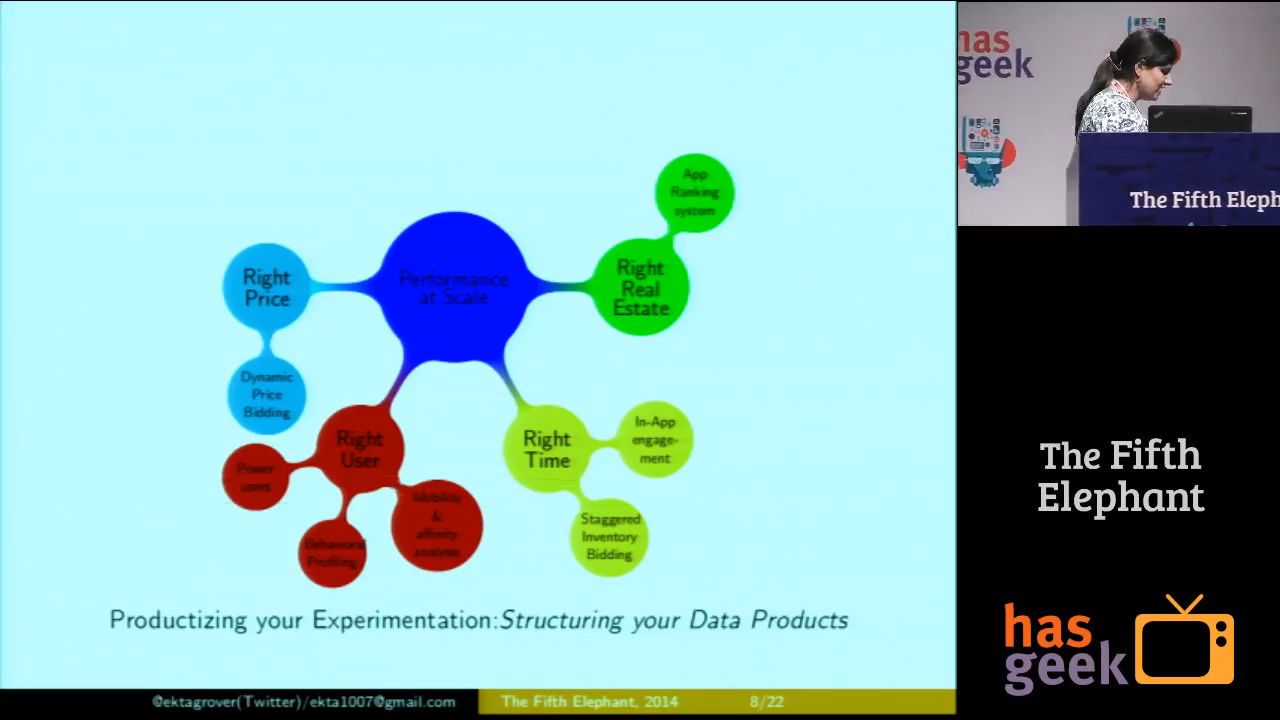 App
Ranking
system
Right
Real
Estate
Performance
at Scale
Right
Price
Dynamic
Price
Bidding
Right
User
Power
users
Behavioral
Profiling
Mobility
&
affinity
analysis
Right
Time
In-App
engage-
ment
Staggered
Inventory
Bidding
Productizing your Experimentation:Structuring your Data Products
@ektagrover(Twitter)/ekta1007@gmail.com
The Fifth Elephant, 2014
8/22
has
geek
The Fifth Eleph
The Fifth
Elephant
has
geek